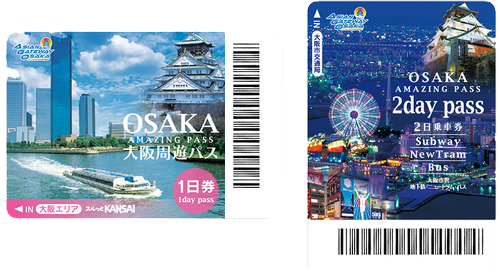 ASIAN
GATEWAY
OSAKA
OSAKA
AMAZING PASS
大阪周遊パス
1日券
1day pass
◀IN 大阪エリア スルッとKANSAI
ASIAN
GATEWAY
OSAKA
IN
大阪市交通局
OSAKA
AMAZING PASS
2day pass
2日乗車券
Subway
NewTram
Bus
大阪市営
地下鉄・ニュートラム・バス